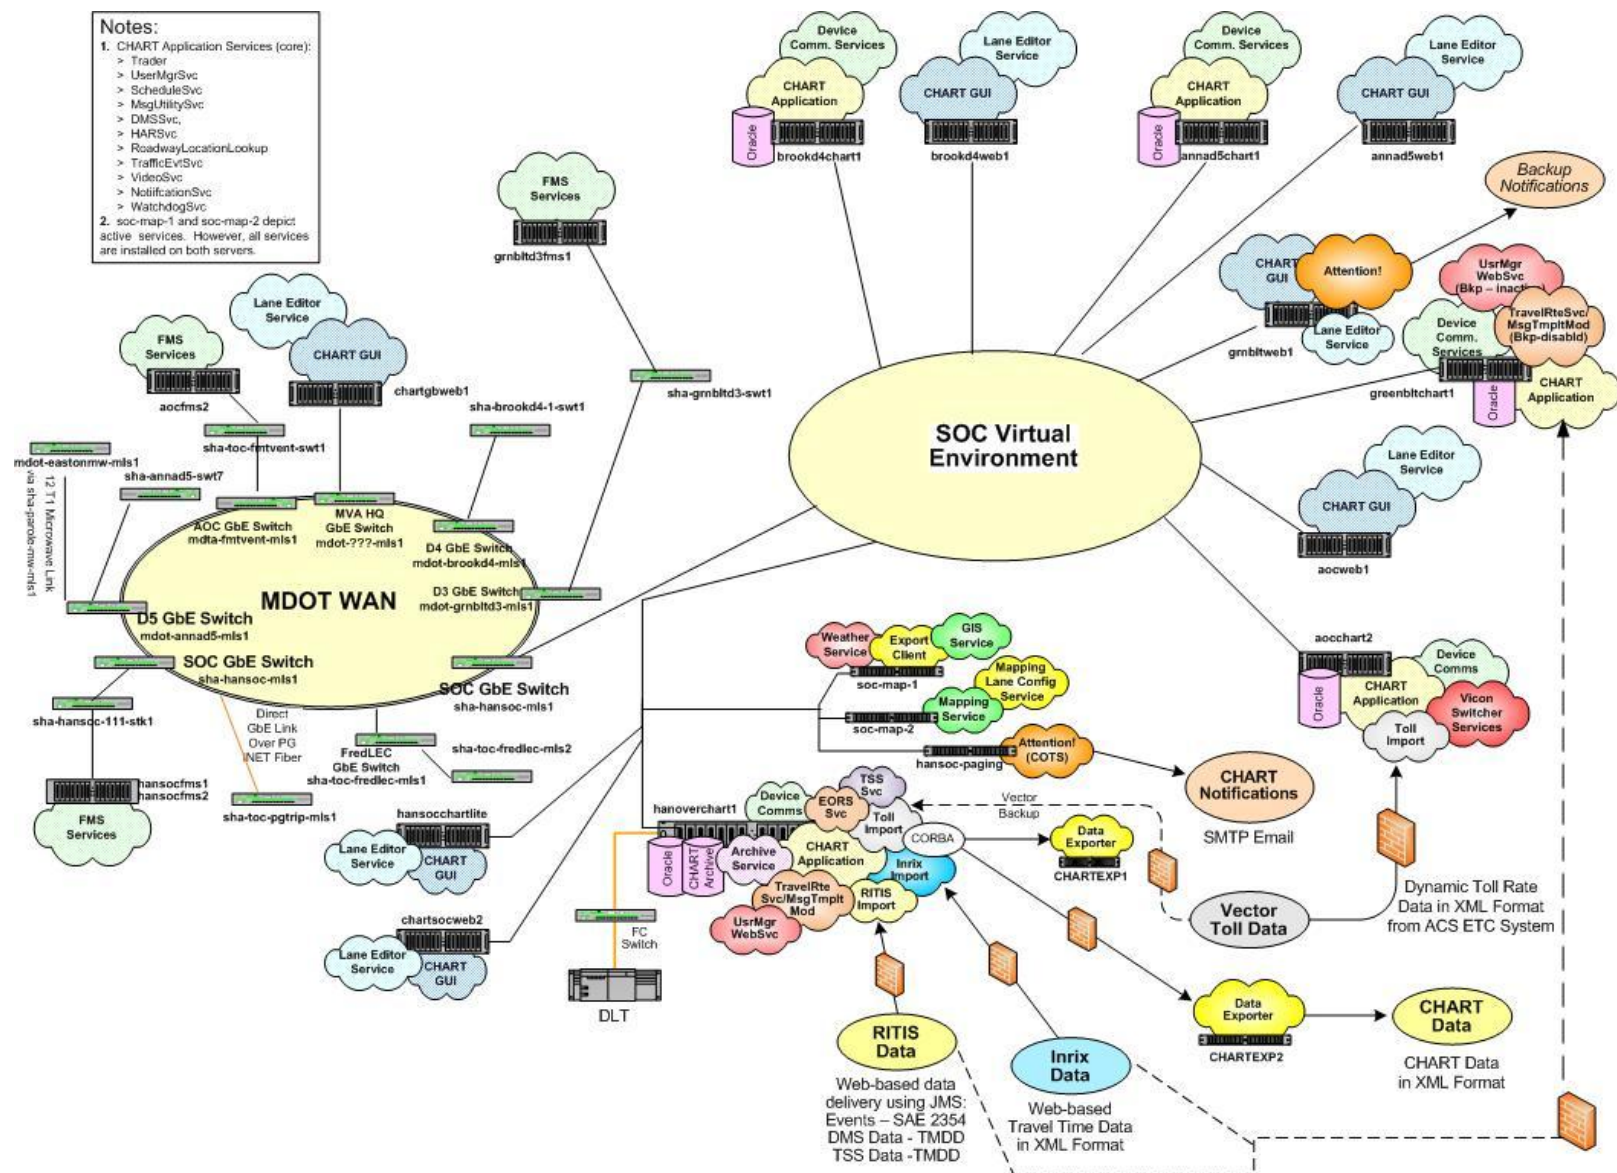 Notes:
1. CHART Application Services (core):
> Trader
> UserMgrSvc
> ScheduleSvc
> MsgUtilitySvc
> DMSSvc,
> HARSvc
> RoadwayLocationLookup
> TrafficEvtSvc
> VideoSvc
> NotiifcationSvc
> WatchdogSvc
2. soc-map-1 and soc-map-2 depict
active services. However, all services
are installed on both servers.
Device
Comm. Services
CHART
Application
Oracle
brookd4chart1
Lane Editor
Service
CHART GUI
brookd4web1
Device
Comm. Services
CHART
Application
Oracle
annad5chart1
Lane Editor
Service
CHART GUI
annad5web1
Backup
Notifications
CHART
GUI
Attention!
Lane Editor
Service
grnbltweb1
UsrMgr
WebSvc
(Bkp – inactive)
TravelRteSvc/
MsgTmpltMod
(Bkp-disabld)
Device
Comm.
Services
greenbltchart1
Oracle
CHART
Application
FMS
Services
grnbltd3fms1
sha-grnbltd3-swt1
Lane Editor
Service
CHART GUI
chartgbweb1
FMS
Services
aocfms2
sha-toc-fmtvent-swt1
sha-brookd4-1-swt1
mdot-eastonmw-mls1
12 T1 Microwave Link
via sha-parole-mw-mls1
sha-annad5-swt7
AOC GbE Switch
mdta-fmtvent-mls1
MVA HQ
GbE Switch
mdot-???-mls1
D4 GbE Switch
mdot-brookd4-mls1
D3 GbE Switch
mdot-grnbltd3-mls1
MDOT WAN
D5 GbE Switch
mdot-annad5-mls1
SOC GbE Switch
sha-hansoc-mls1
SOC GbE Switch
sha-hansoc-mls1
SOC Virtual
Environment
Lane Editor
Service
CHART GUI
aocweb1
sha-hansoc-111-stk1
hansocfms1
hansocfms2
FMS
Services
Direct
GbE Link
Over PG
INET Fiber
sha-toc-pgtrip-mls1
FredLEC
GbE Switch
sha-toc-fredlec-mls1
sha-toc-fredlec-mls2
Weather
Service
Export
Client
GIS
Service
soc-map-1
Mapping
Lane Config
Service
Mapping
Service
soc-map-2
hansoc-paging
Attention!
(COTS)
CHART
Notifications
SMTP Email
aocchart2
Oracle
Device
Comms
CHART
Application
Vicon
Switcher
Services
Toll
Import
hansocchartlite
Lane Editor
Service
CHART
GUI
chartsocweb2
Lane Editor
Service
CHART
GUI
hanoverchart1
Oracle
CHART
Archive
Device
Comms
EORS
Svc
TSS
Svc
Toll
Import
CORBA
Archive
Service
CHART
Application
Inrix
Import
TravelRte
Svc/MsgTmplt
Mod
RITIS
Import
UsrMgr
WebSvc
FC
Switch
DLT
Vector
Backup
Data
Exporter
CHARTEXP1
Vector
Toll Data
Dynamic Toll Rate
Data in XML Format
from ACS ETC System
Data
Exporter
CHARTEXP2
CHART
Data
CHART Data
in XML Format
RITIS
Data
Web-based data
delivery using JMS:
Events – SAE 2354
DMS Data - TMDD
TSS Data -TMDD
Inrix
Data
Web-based
Travel Time Data
in XML Format